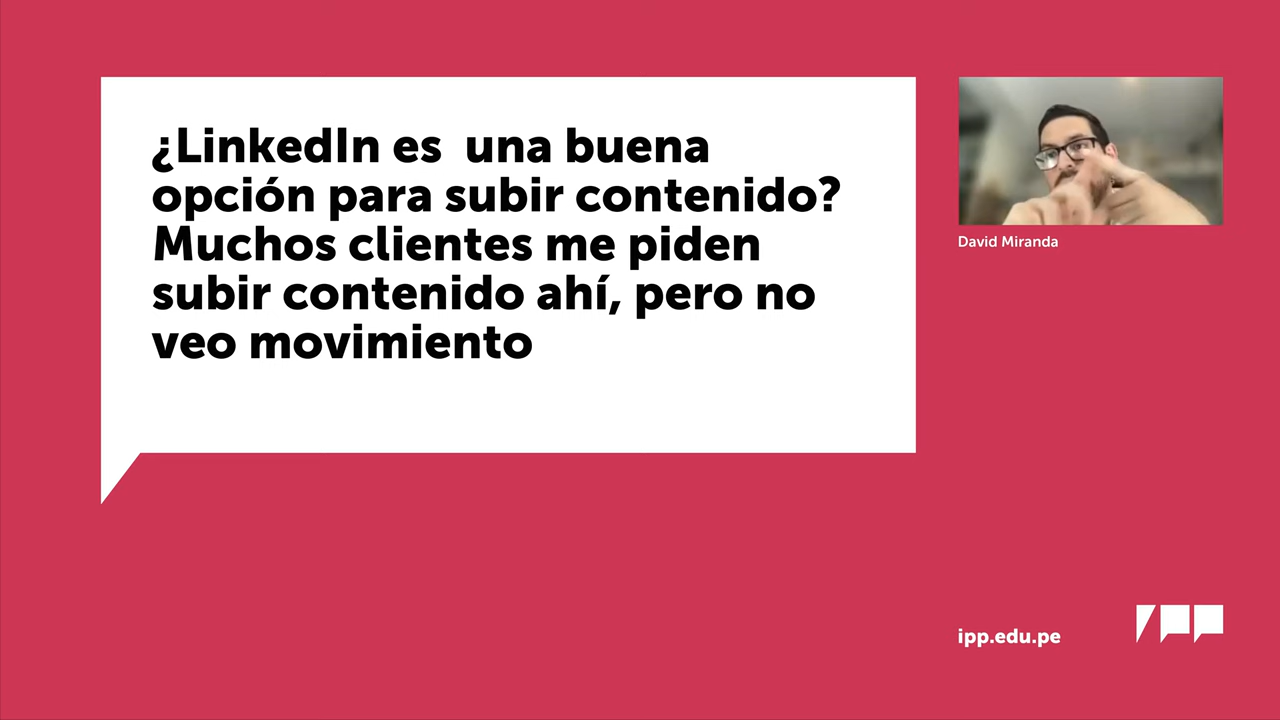 ¿LinkedIn es  una buena
opción para subir contenido?
Muchos clientes me piden
subir contenido ahí, pero no
veo movimiento
David Miranda
ipp.edu.pe